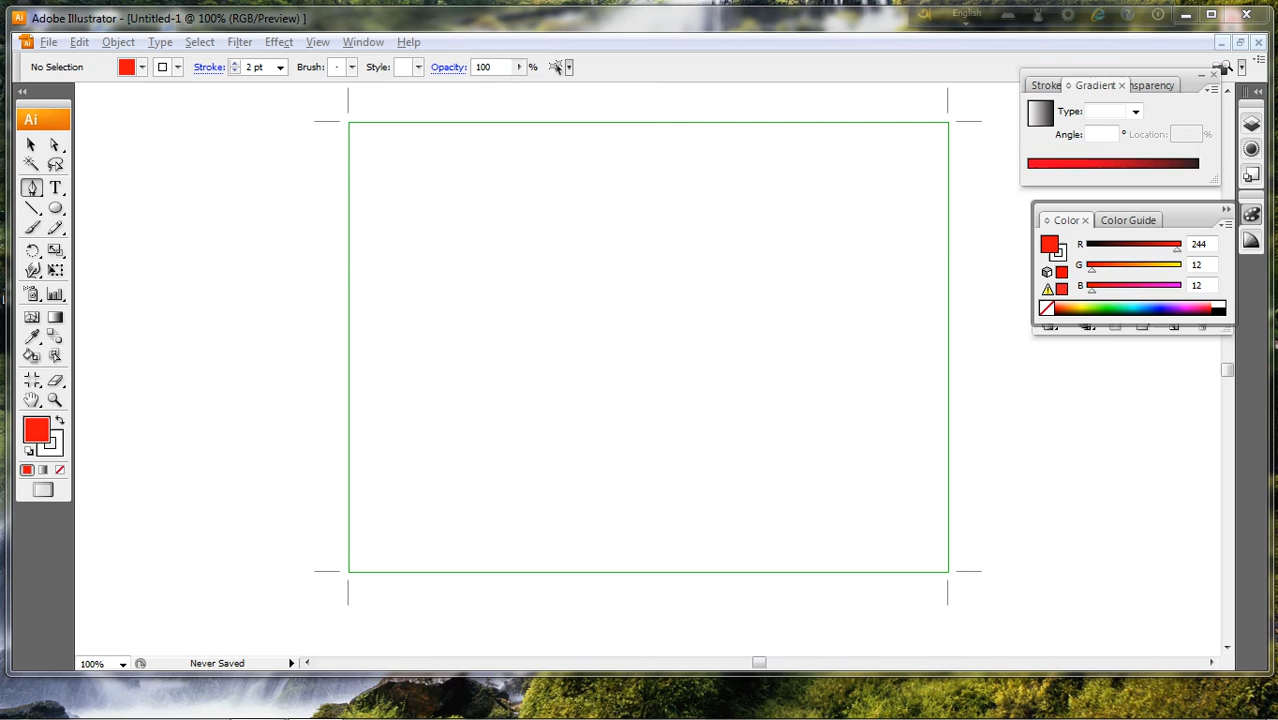 Adobe Illustrator - [Untitled-1 @ 100% (RGB/Preview) ]
English
File Edit Object Type Select Filter Effect View Window Help
No Selection Stroke: 2 pt Brush: Style: Opacity: 100 %
Stroke Gradient nsparency
Ai
Type:
Angle: ° Location: %
Color Color Guide
R 244
G 12
B 12
100% Never Saved